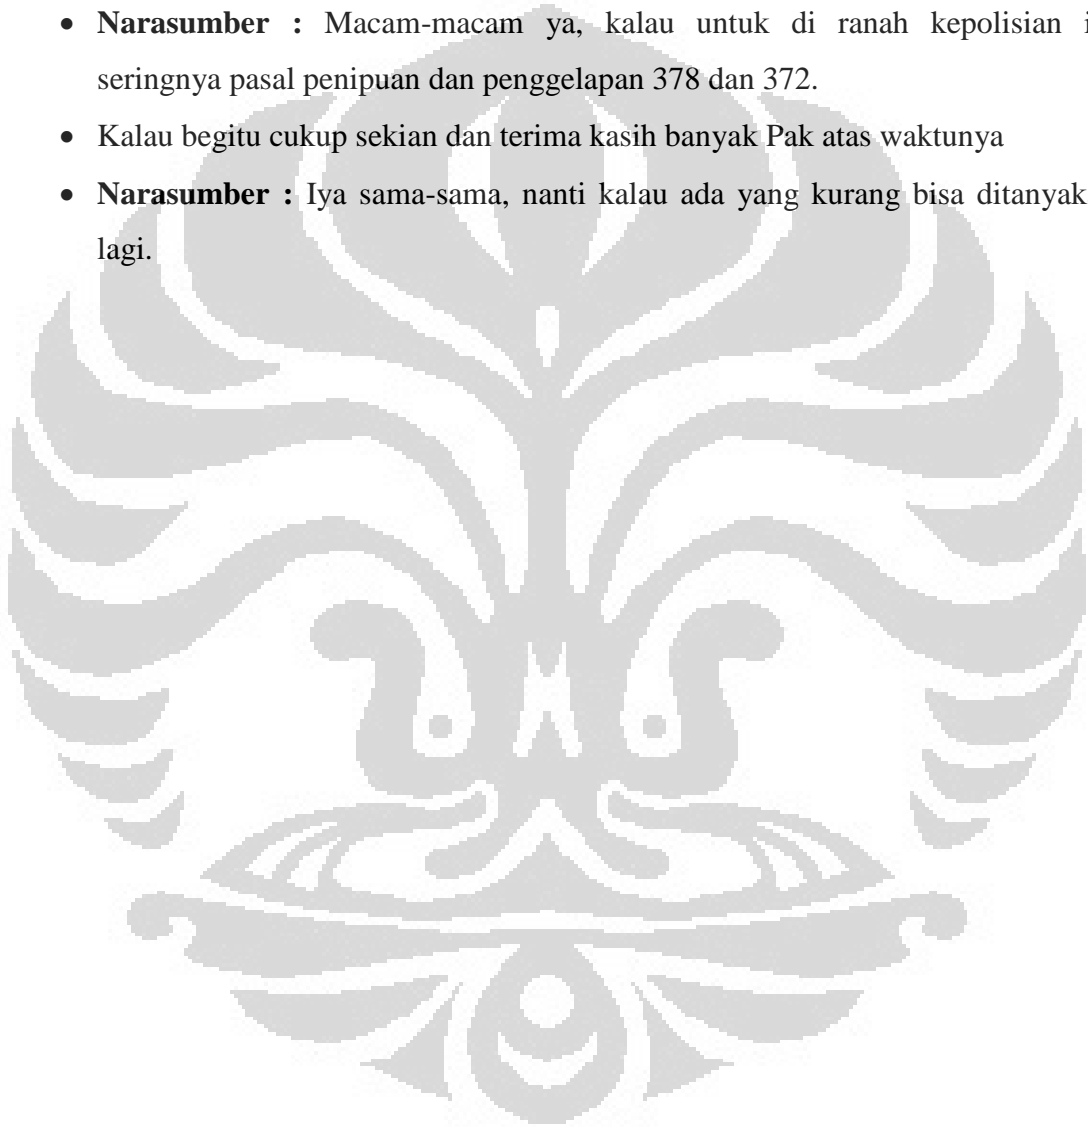 • Narasumber : Macam-macam ya, kalau untuk di ranah kepolisian
seringnya pasal penipuan dan penggelapan 378 dan 372.
• Kalau begitu cukup sekian dan terima kasih banyak Pak atas waktunya
• Narasumber : Iya sama-sama, nanti kalau ada yang kurang bisa ditanyak
lagi.